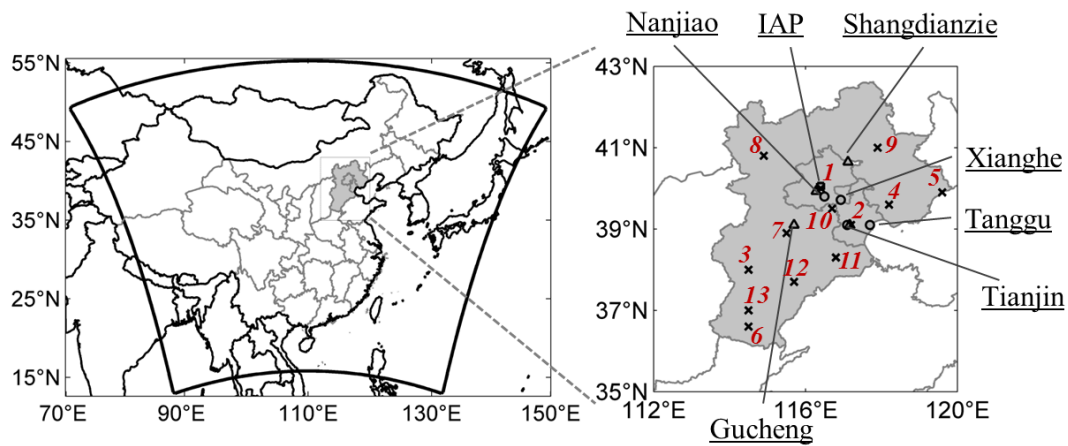 Nanjiao IAP Shangdianzie
55°N
45°N
35°N
25°N
15°N
70°E 90°E 110°E 130°E 150°E
43°N
41°N
39°N
37°N
35°N
112°E 116°E 120°E
8 9
1
5
4
10 2
7
3 12 11
13
6
Xianghe
Tanggu
Tianjin
Gucheng